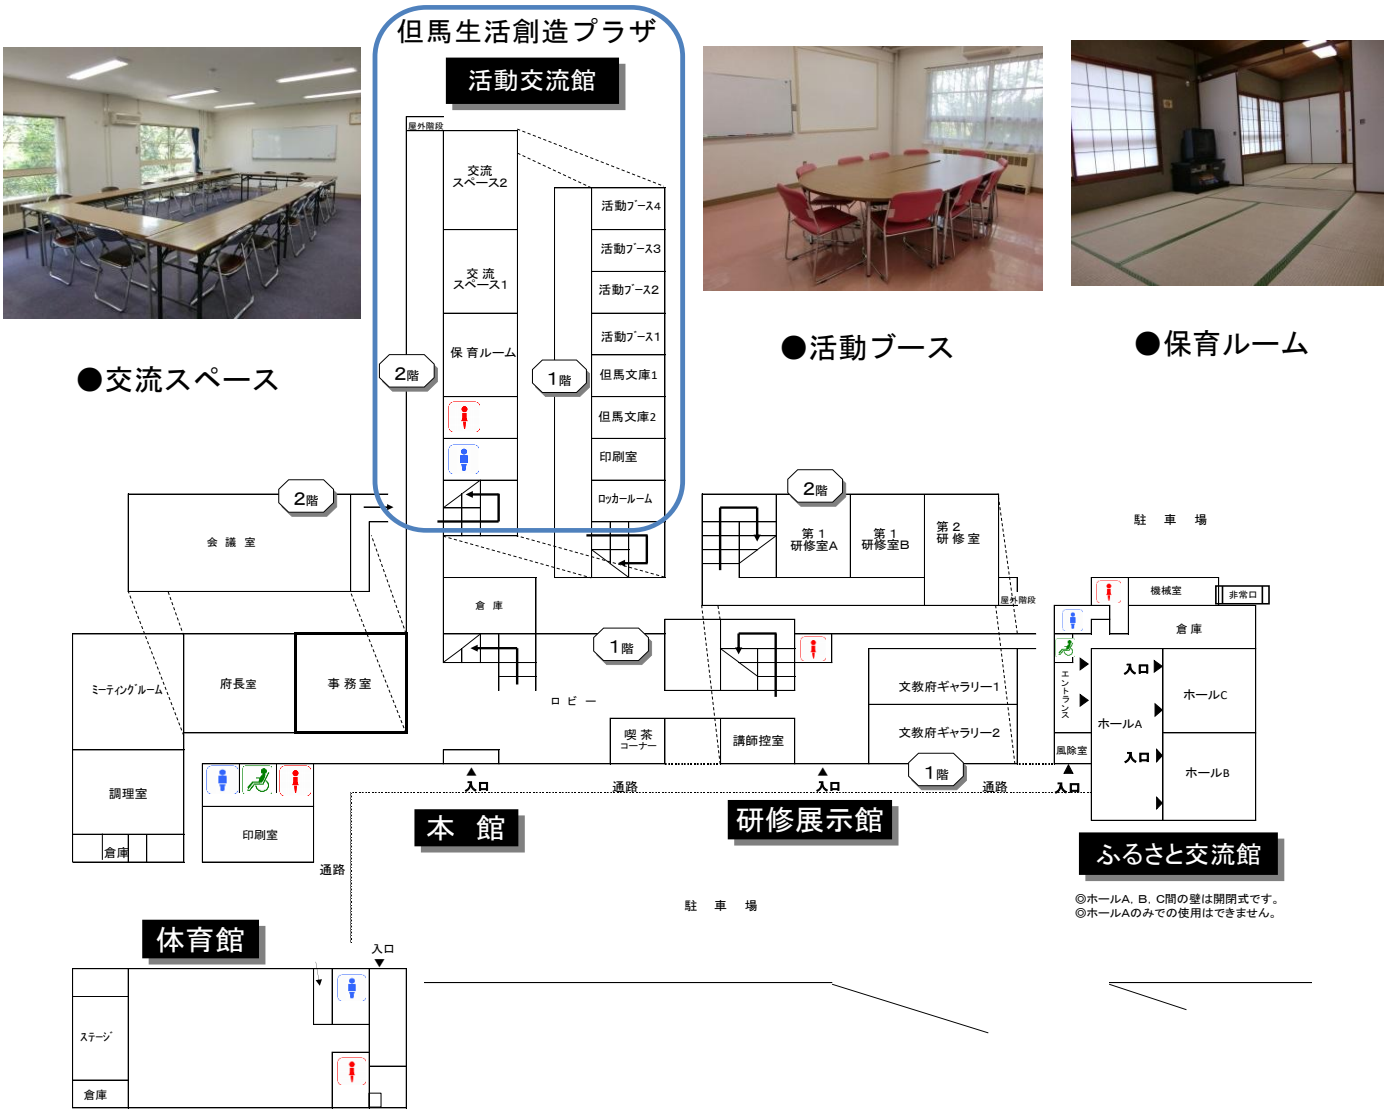 但馬生活創造プラザ
活動交流館
屋外階段
交流
スペース2
交流
スペース1
保育ルーム
2階
1階
活動ブース4
活動ブース3
活動ブース2
活動ブース1
但馬文庫1
但馬文庫2
印刷室
ロッカールーム
●交流スペース
●活動ブース
●保育ルーム
2階
会議室
2階
第1
研修室A
第1
研修室B
第2
研修室
屋外階段
駐車場
機械室
非常口
倉庫
倉庫
1階
ミーティングルーム
府長室
事務室
ロビー
喫茶
コーナー
講師控室
文教府ギャラリー1
文教府ギャラリー2
エントランス
風除室
入口
ホールA
入口
ホールC
ホールB
調理室
倉庫
印刷室
入口
通路
入口
1階
通路
入口
本館
研修展示館
ふるさと交流館
◎ホールA, B, C間の壁は開閉式です。
◎ホールAのみでの使用はできません。
通路
駐車場
体育館
入口
ステージ
倉庫